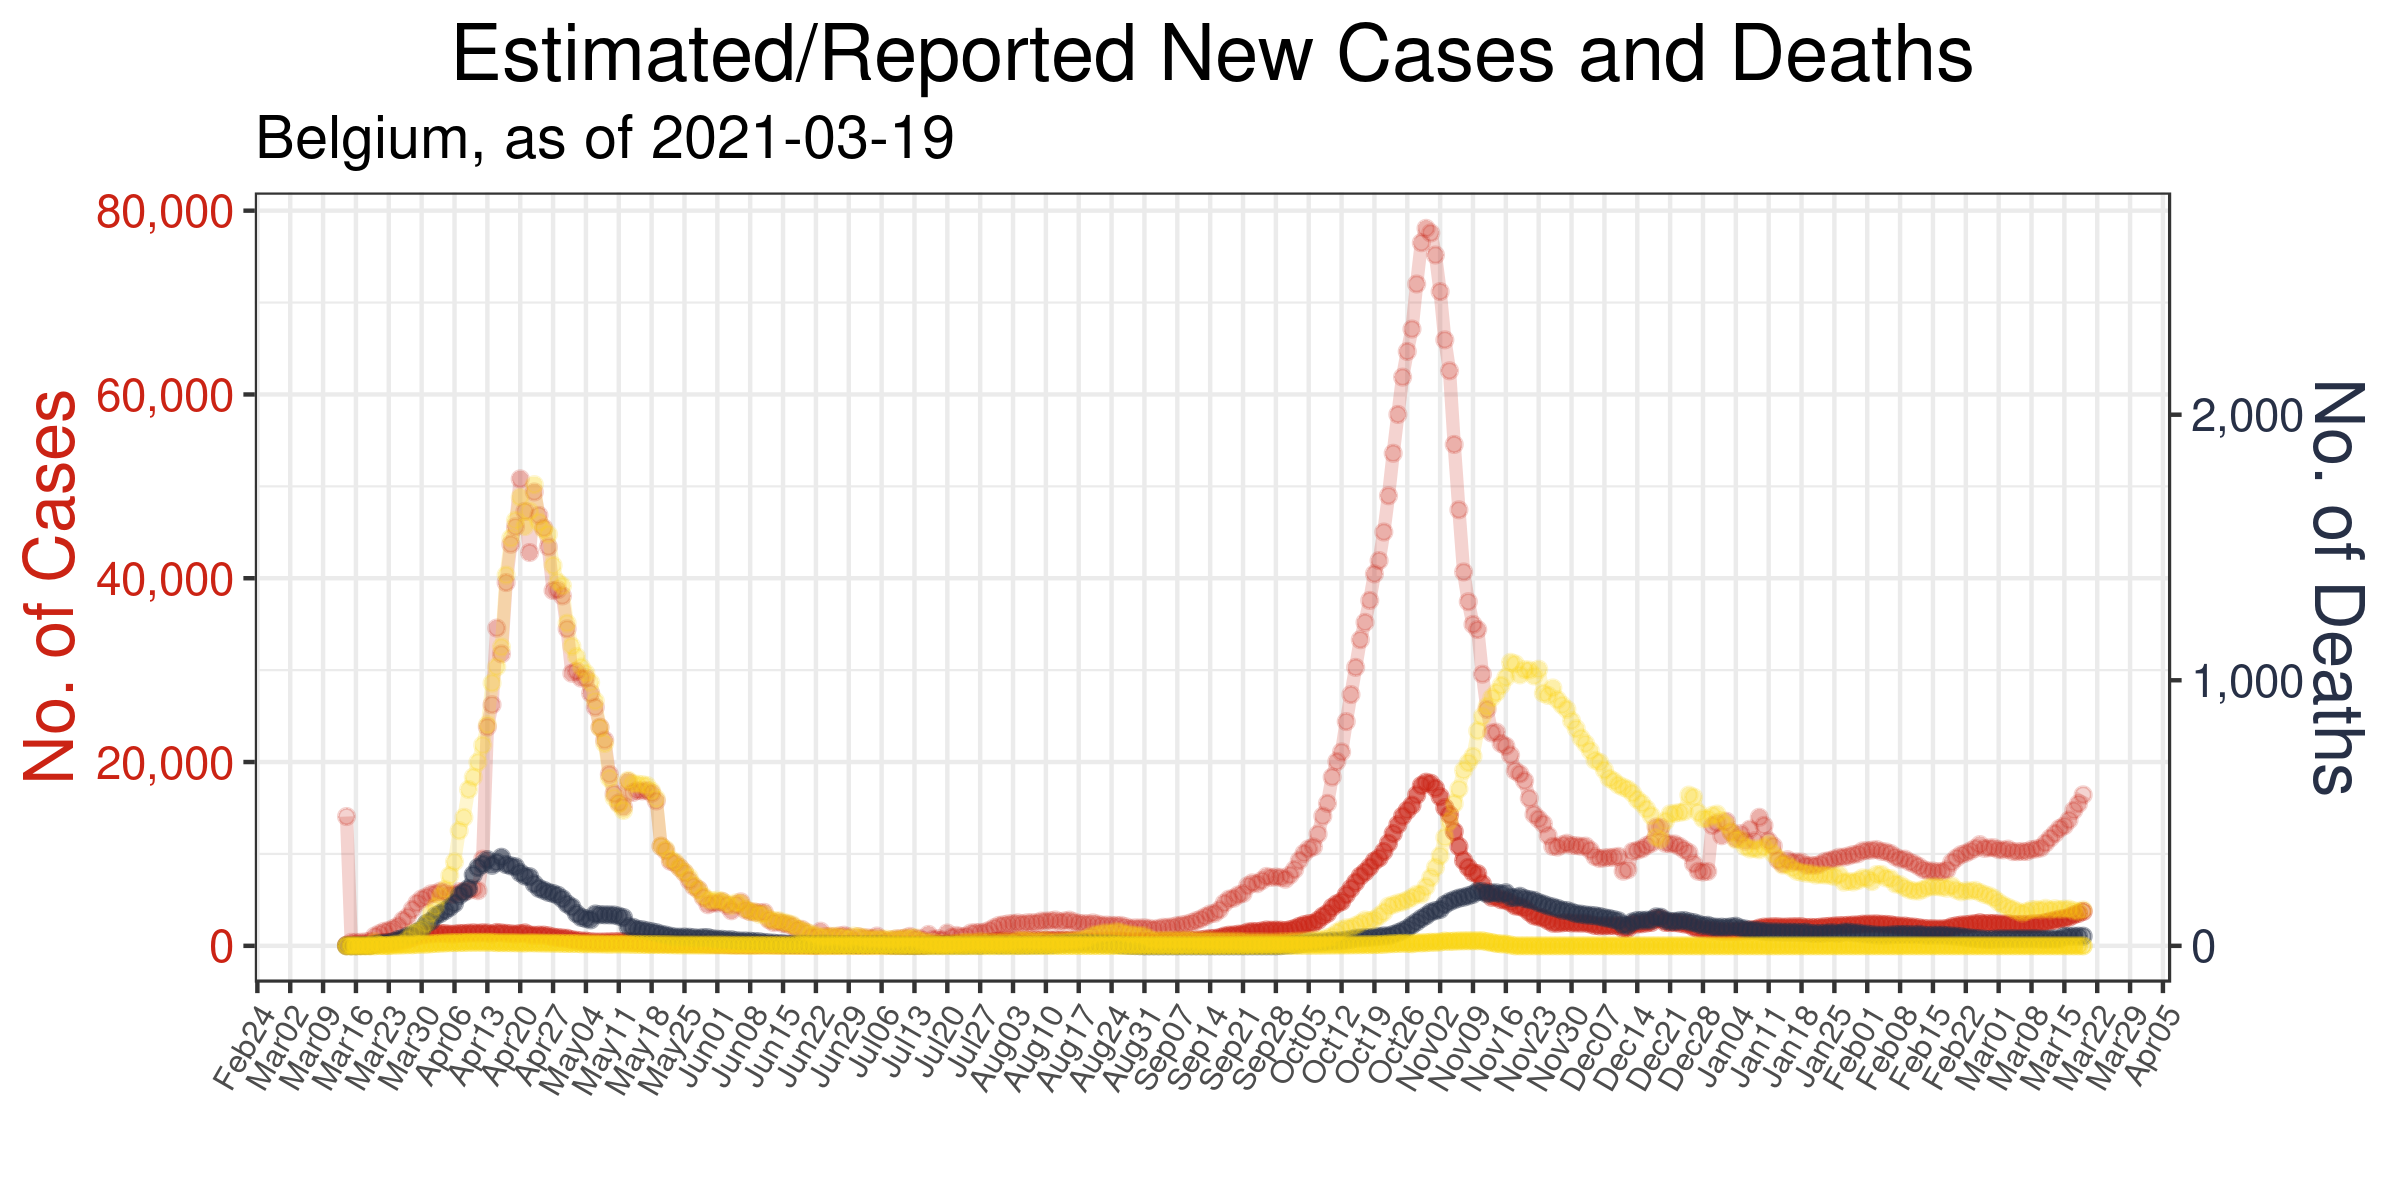 Estimated/Reported New Cases and Deaths
Belgium, as of 2021-03-19
No. of Cases
80,000
60,000
40,000
20,000
0
2,000
1,000
0
No. of Deaths
Feb24
Mar02
Mar09
Mar16
Mar23
Mar30
Apr06
Apr13
Apr20
Apr27
May04
May11
May18
May25
Jun01
Jun08
Jun15
Jun22
Jun29
Jul06
Jul13
Jul20
Jul27
Aug03
Aug10
Aug17
Aug24
Aug31
Sep07
Sep14
Sep21
Sep28
Oct05
Oct12
Oct19
Oct26
Nov02
Nov09
Nov16
Nov23
Nov30
Dec07
Dec14
Dec21
Dec28
Jan04
Jan11
Jan18
Jan25
Feb01
Feb08
Feb15
Feb22
Mar01
Mar08
Mar15
Mar22
Mar29
Apr05